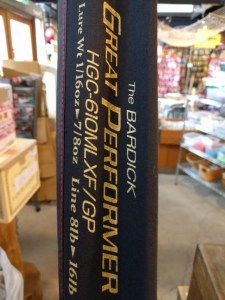 The BARDICK
GREAT PERFORMER
HGC-610MLXF/GP
Lure Wt 1/16oz▸7/8oz Line 8lb▸16lb